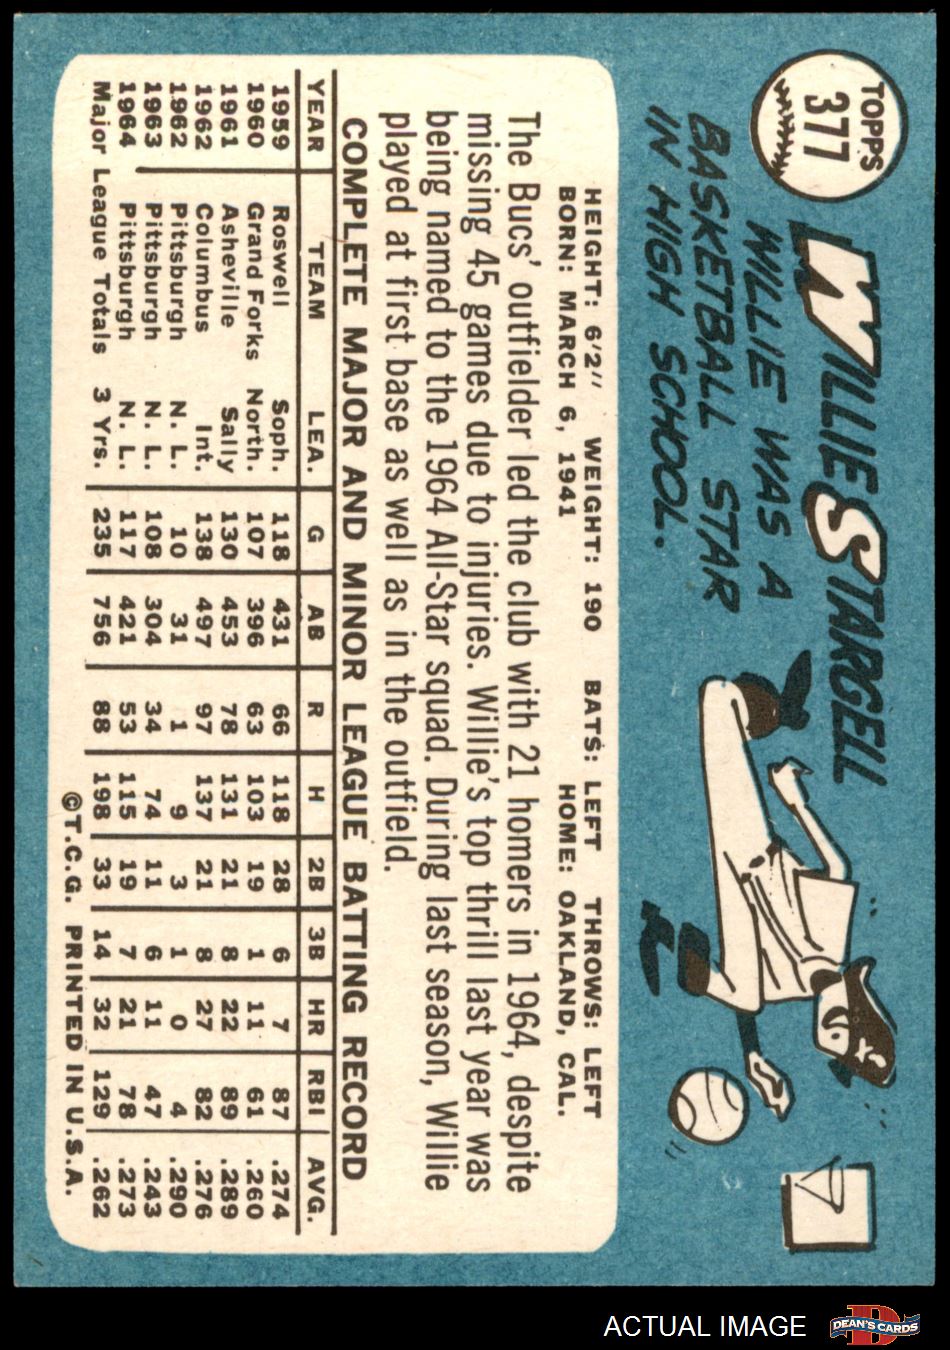 TOPPS
377
WILLIE STARGELL
WILLIE WAS A
BASKETBALL STAR
IN HIGH SCHOOL.
HEIGHT: 6'2" WEIGHT: 190 BATS: LEFT THROWS: LEFT
BORN: MARCH 6, 1941 HOME: OAKLAND, CAL.
The Bucs' outfielder led the club with 21 homers in 1964, despite
missing 45 games due to injuries. Willie's top thrill last year was
being named to the 1964 All-Star squad. During last season, Willie
played at first base as well as in the outfield.
COMPLETE MAJOR AND MINOR LEAGUE BATTING RECORD
YEAR TEAM LEA. G AB R H 2B 3B HR RBI AVG.
1959 Roswell Soph. 118 431 66 118 28 6 7 87 .274
1960 Grand Forks North. 107 396 63 103 19 1 11 61 .260
1961 Asheville Sally 130 453 78 131 21 8 22 89 .289
1962 Columbus Int. 138 497 97 137 21 8 27 82 .276
1962 Pittsburgh N. L. 10 31 1 9 3 1 0 4 .290
1963 Pittsburgh N. L. 108 304 34 74 11 6 11 47 .243
1964 Pittsburgh N. L. 117 421 53 115 19 7 21 78 .273
Major League Totals 3 Yrs. 235 756 88 198 33 14 32 129 .262
©T.C.G. PRINTED IN U.S.A.
ACTUAL IMAGE
D
DEAN'S CARDS